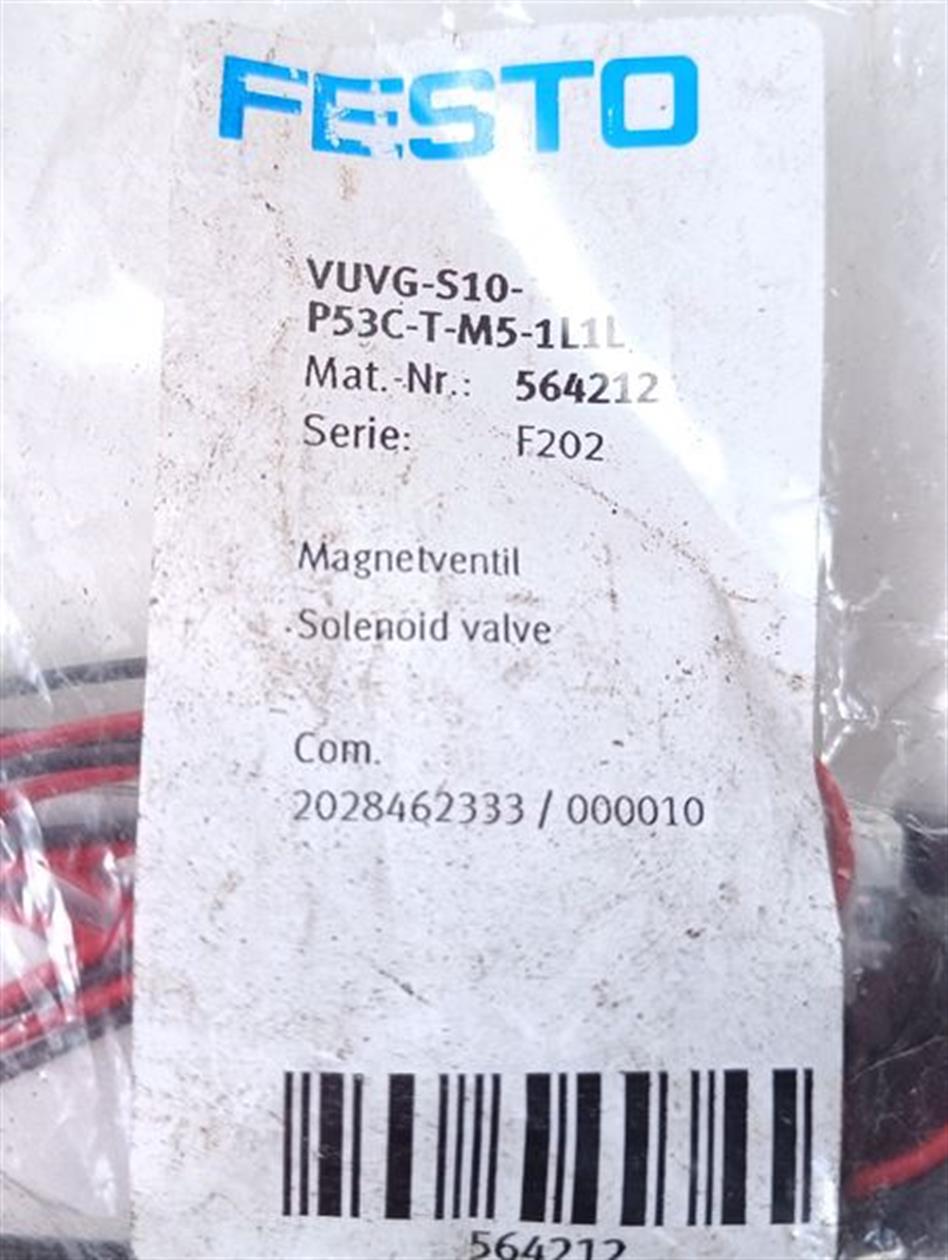 FESTO
VUVG-S10-
P53C-T-M5-1L1L
Mat.-Nr.: 564212
Serie: F202
Magnetventil
Solenoid valve
Com.
2028462333 / 000010
564212